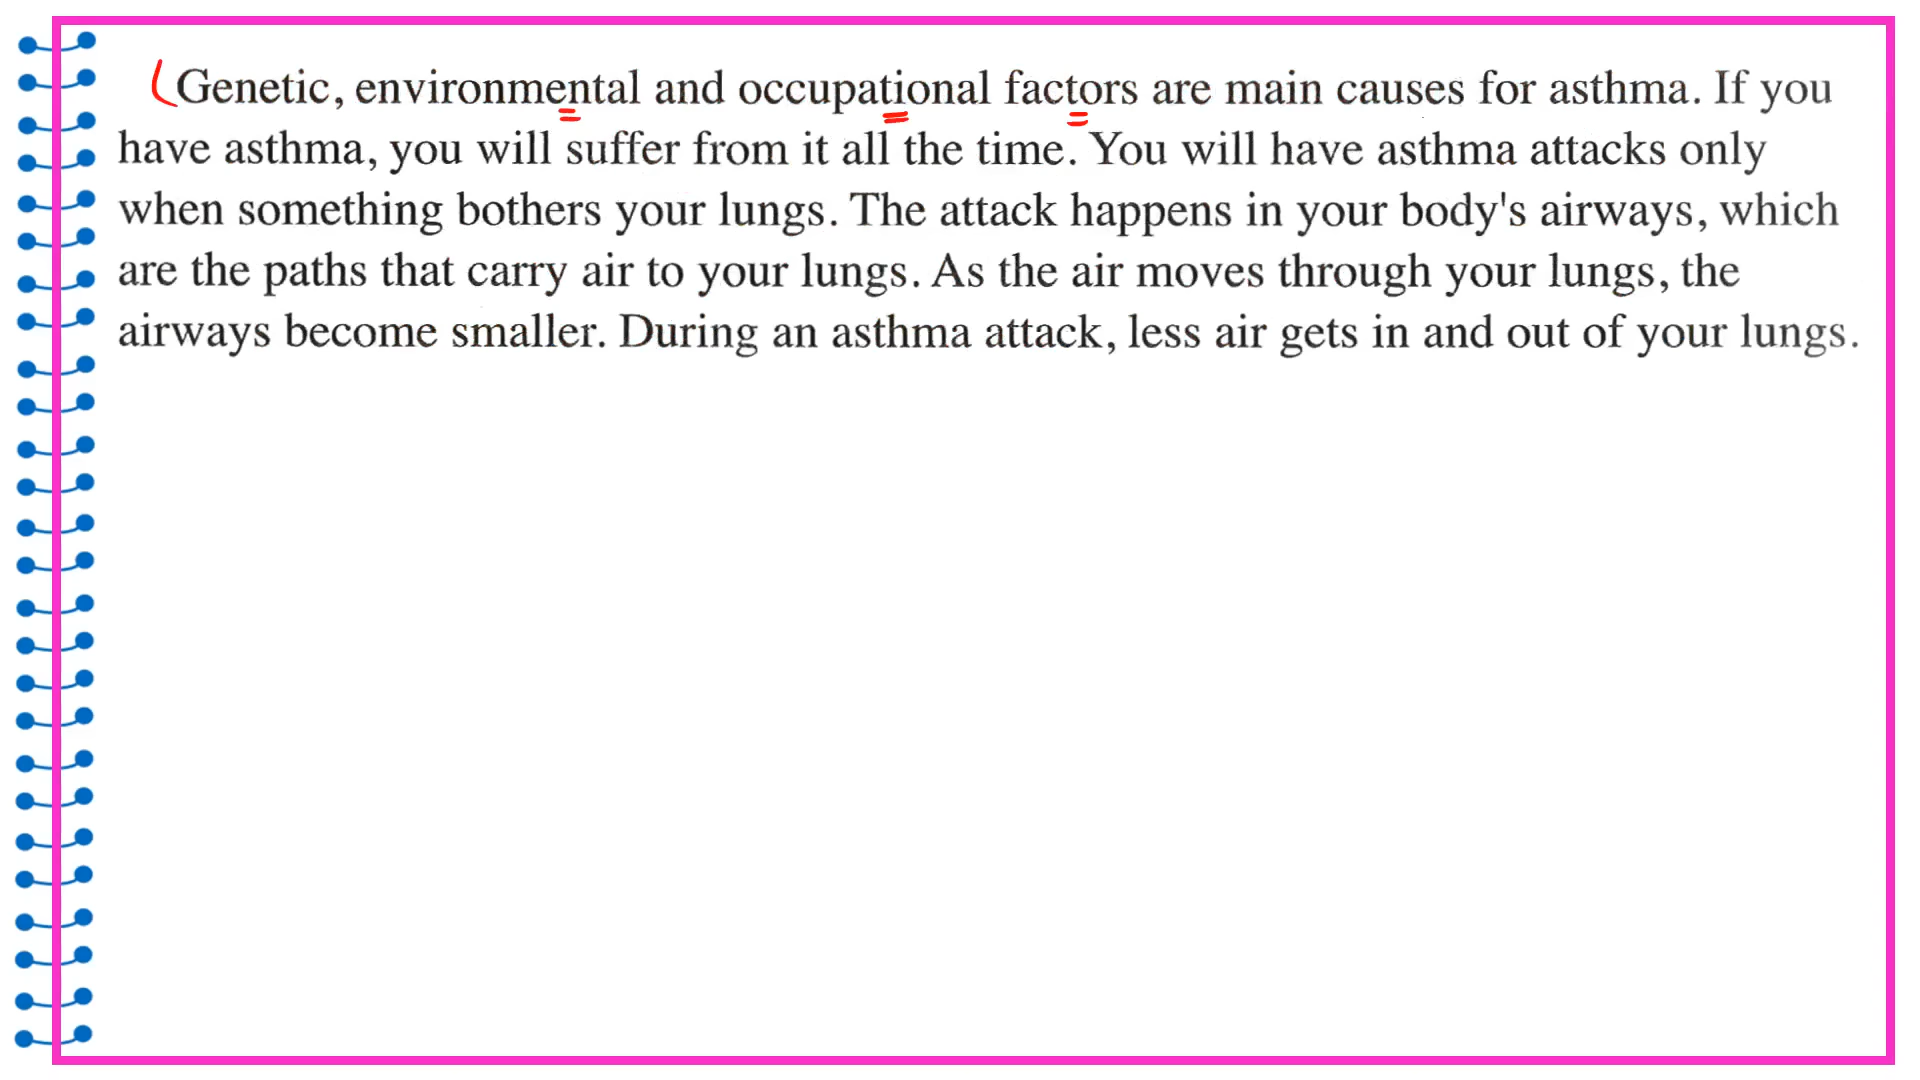 Genetic, environmental and occupational factors are main causes for asthma. If you
have asthma, you will suffer from it all the time. You will have asthma attacks only
when something bothers your lungs. The attack happens in your body's airways, which
are the paths that carry air to your lungs. As the air moves through your lungs, the
airways become smaller. During an asthma attack, less air gets in and out of your lungs.